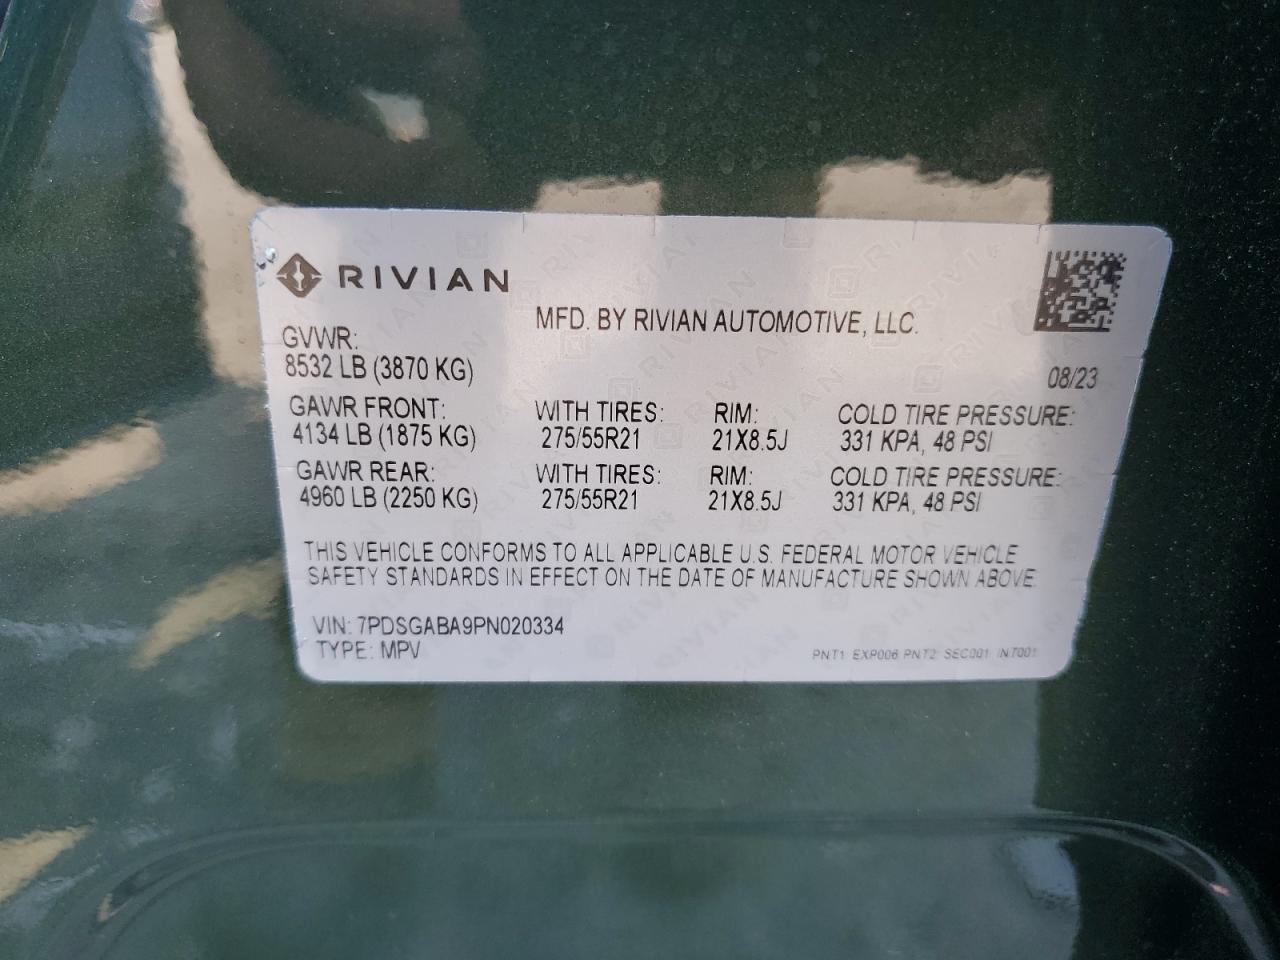 RIVIAN
MFD. BY RIVIAN AUTOMOTIVE, LLC.
GVWR:
8532 LB (3870 KG)
08/23
GAWR FRONT: WITH TIRES: RIM: COLD TIRE PRESSURE:
4134 LB (1875 KG) 275/55R21 21X8.5J 331 KPA, 48 PSI
GAWR REAR: WITH TIRES: RIM: COLD TIRE PRESSURE:
4960 LB (2250 KG) 275/55R21 21X8.5J 331 KPA, 48 PSI
THIS VEHICLE CONFORMS TO ALL APPLICABLE U.S. FEDERAL MOTOR VEHICLE
SAFETY STANDARDS IN EFFECT ON THE DATE OF MANUFACTURE SHOWN ABOVE.
VIN: 7PDSGABA9PN020334
TYPE: MPV
PNT1: EXP006 PNT2: SEC001 INT001